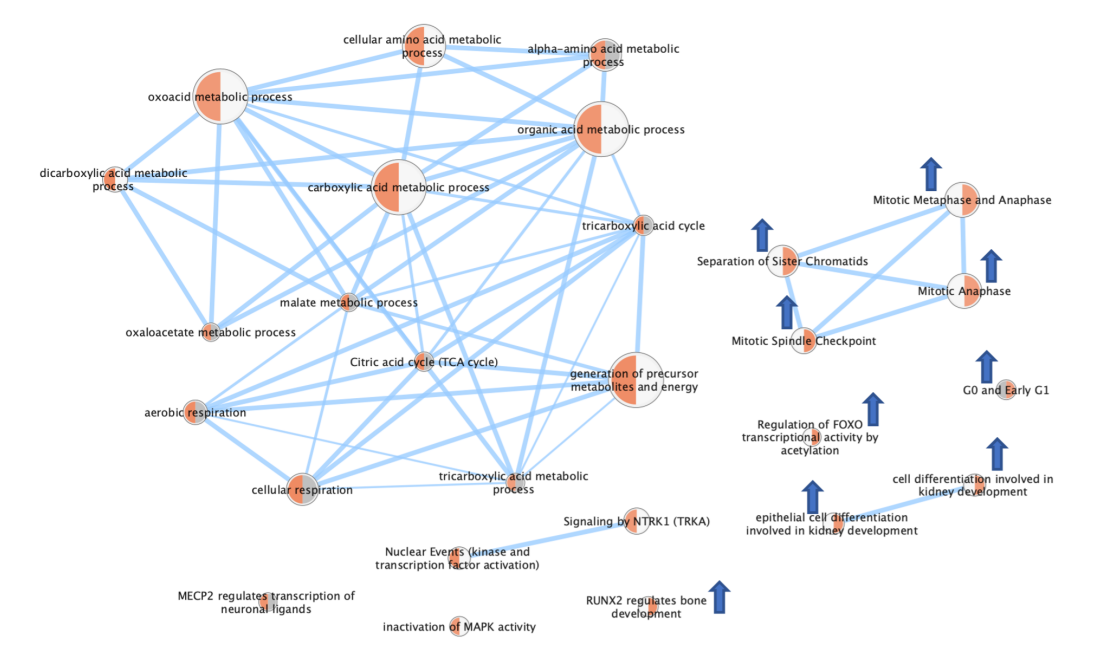 cellular amino acid metabolic
process
alpha-amino acid metabolic
process
oxoacid metabolic process
organic acid metabolic process
dicarboxylic acid metabolic
process
carboxylic acid metabolic process
tricarboxylic acid cycle
Mitotic Metaphase and Anaphase
Separation of Sister Chromatids
Mitotic Anaphase
malate metabolic process
oxaloacetate metabolic process
Mitotic Spindle Checkpoint
Citric acid cycle (TCA cycle)
generation of precursor
metabolites and energy
G0 and Early G1
aerobic respiration
Regulation of FOXO
transcriptional activity by
acetylation
cellular respiration
tricarboxylic acid metabolic
process
cell differentiation involved in
kidney development
Signaling by NTRK1 (TRKA)
epithelial cell differentiation
involved in kidney development
Nuclear Events (kinase and
transcription factor activation)
MECP2 regulates transcription of
neuronal ligands
RUNX2 regulates bone
development
inactivation of MAPK activity